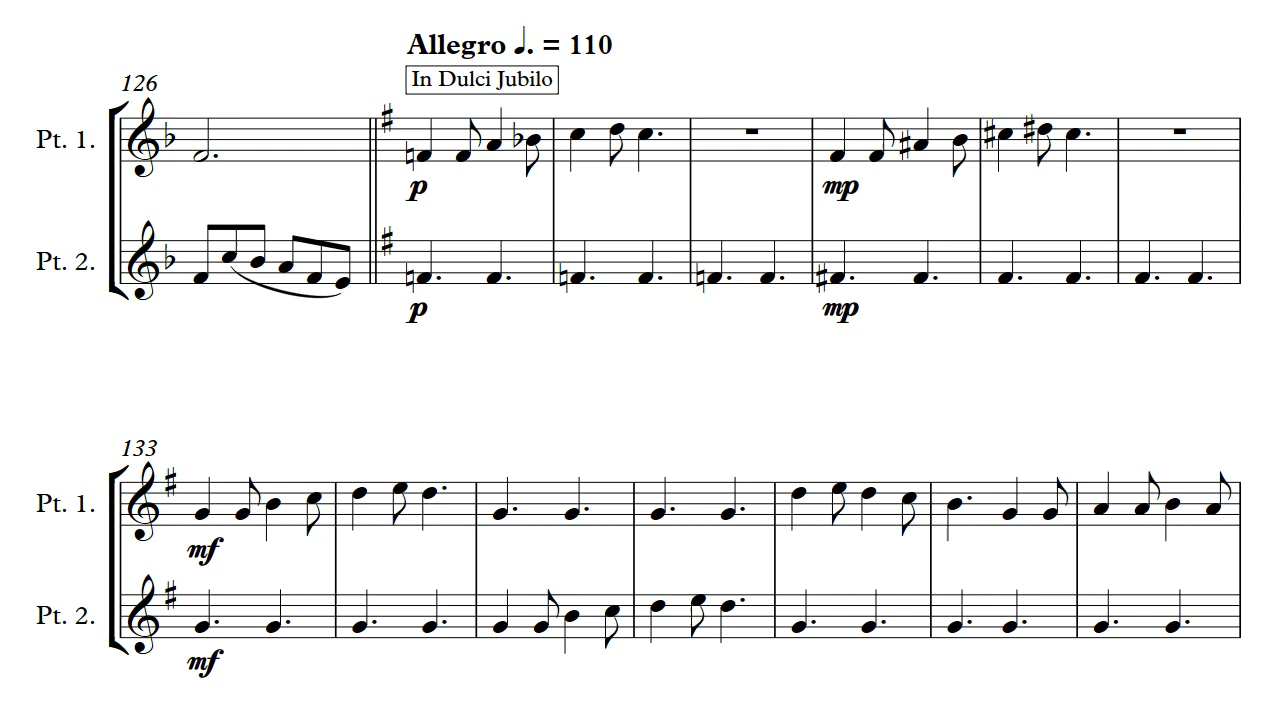 Allegro ♩. = 110
In Dulci Jubilo
126
Pt. 1.
p
mp
Pt. 2.
p
mp
133
Pt. 1.
mf
Pt. 2.
mf